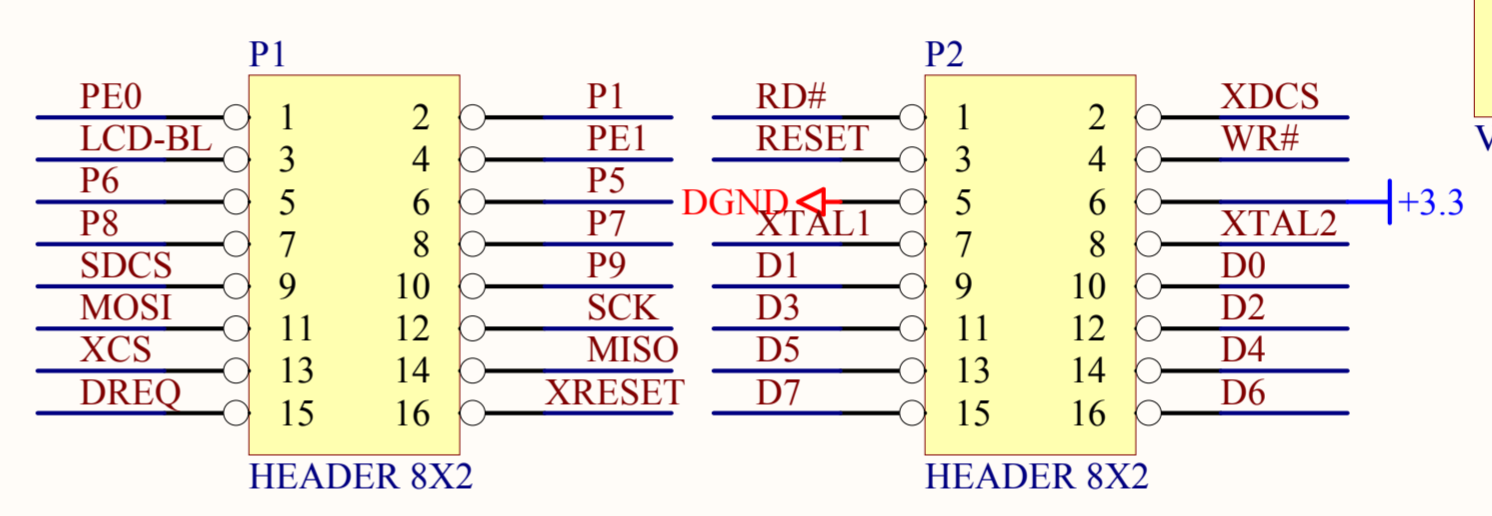 P1 P2
PE0 1 2 P1 RD# 1 2 XDCS
LCD-BL 3 4 PE1 RESET 3 4 WR#
P6 5 6 P5 DGND 5 6 +3.3
P8 7 8 P7 XTAL1 7 8 XTAL2
SDCS 9 10 P9 D1 9 10 D0
MOSI 11 12 SCK D3 11 12 D2
XCS 13 14 MISO D5 13 14 D4
DREQ 15 16 XRESET D7 15 16 D6
HEADER 8X2 HEADER 8X2